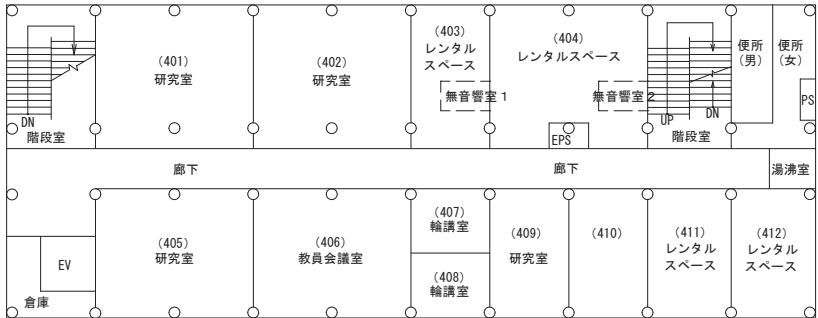 (401)
研究室
(402)
研究室
(403)
レンタル
スペース
(404)
レンタルスペース
無音響室1
無音響室2
便所
(男)
便所
(女)
PS
DN
階段室
EPS
UP
DN
階段室
廊下
廊下
湯沸室
(405)
研究室
(406)
教員会議室
(407)
輪講室
(408)
輪講室
(409)
研究室
(410)
(411)
レンタル
スペース
(412)
レンタル
スペース
EV
倉庫